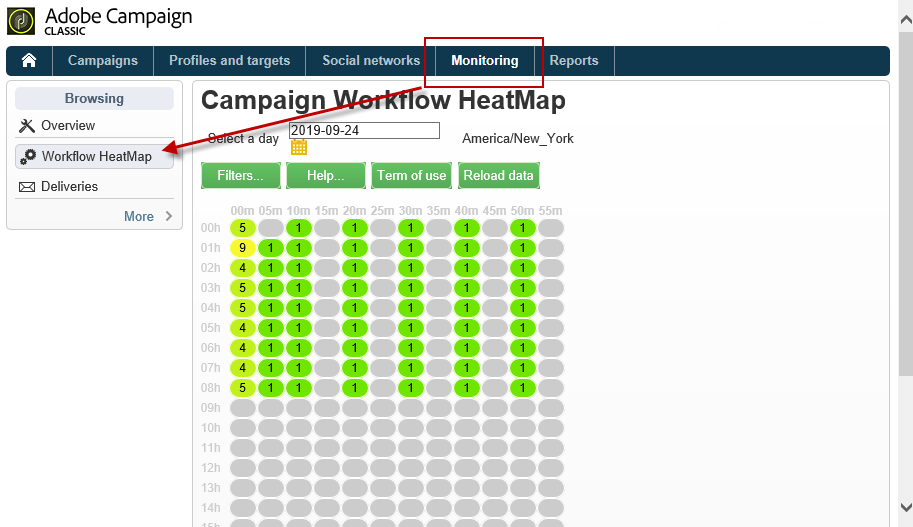 Adobe Campaign
CLASSIC
Campaigns Profiles and targets Social networks Monitoring Reports
Browsing
Overview
Workflow HeatMap
Deliveries
More
Campaign Workflow HeatMap
Select a day 2019-09-24 America/New_York
Filters... Help... Term of use Reload data
00m 05m 10m 15m 20m 25m 30m 35m 40m 45m 50m 55m
00h 5 1 1 1 1 1
01h 9 1 1 1 1 1 1
02h 4 1 1 1 1 1 1
03h 5 1 1 1 1 1 1
04h 5 1 1 1 1 1 1
05h 4 1 1 1 1 1 1
06h 4 1 1 1 1 1 1
07h 4 1 1 1 1 1 1
08h 5 1 1 1 1 1 1
09h
10h
11h
12h
13h
14h